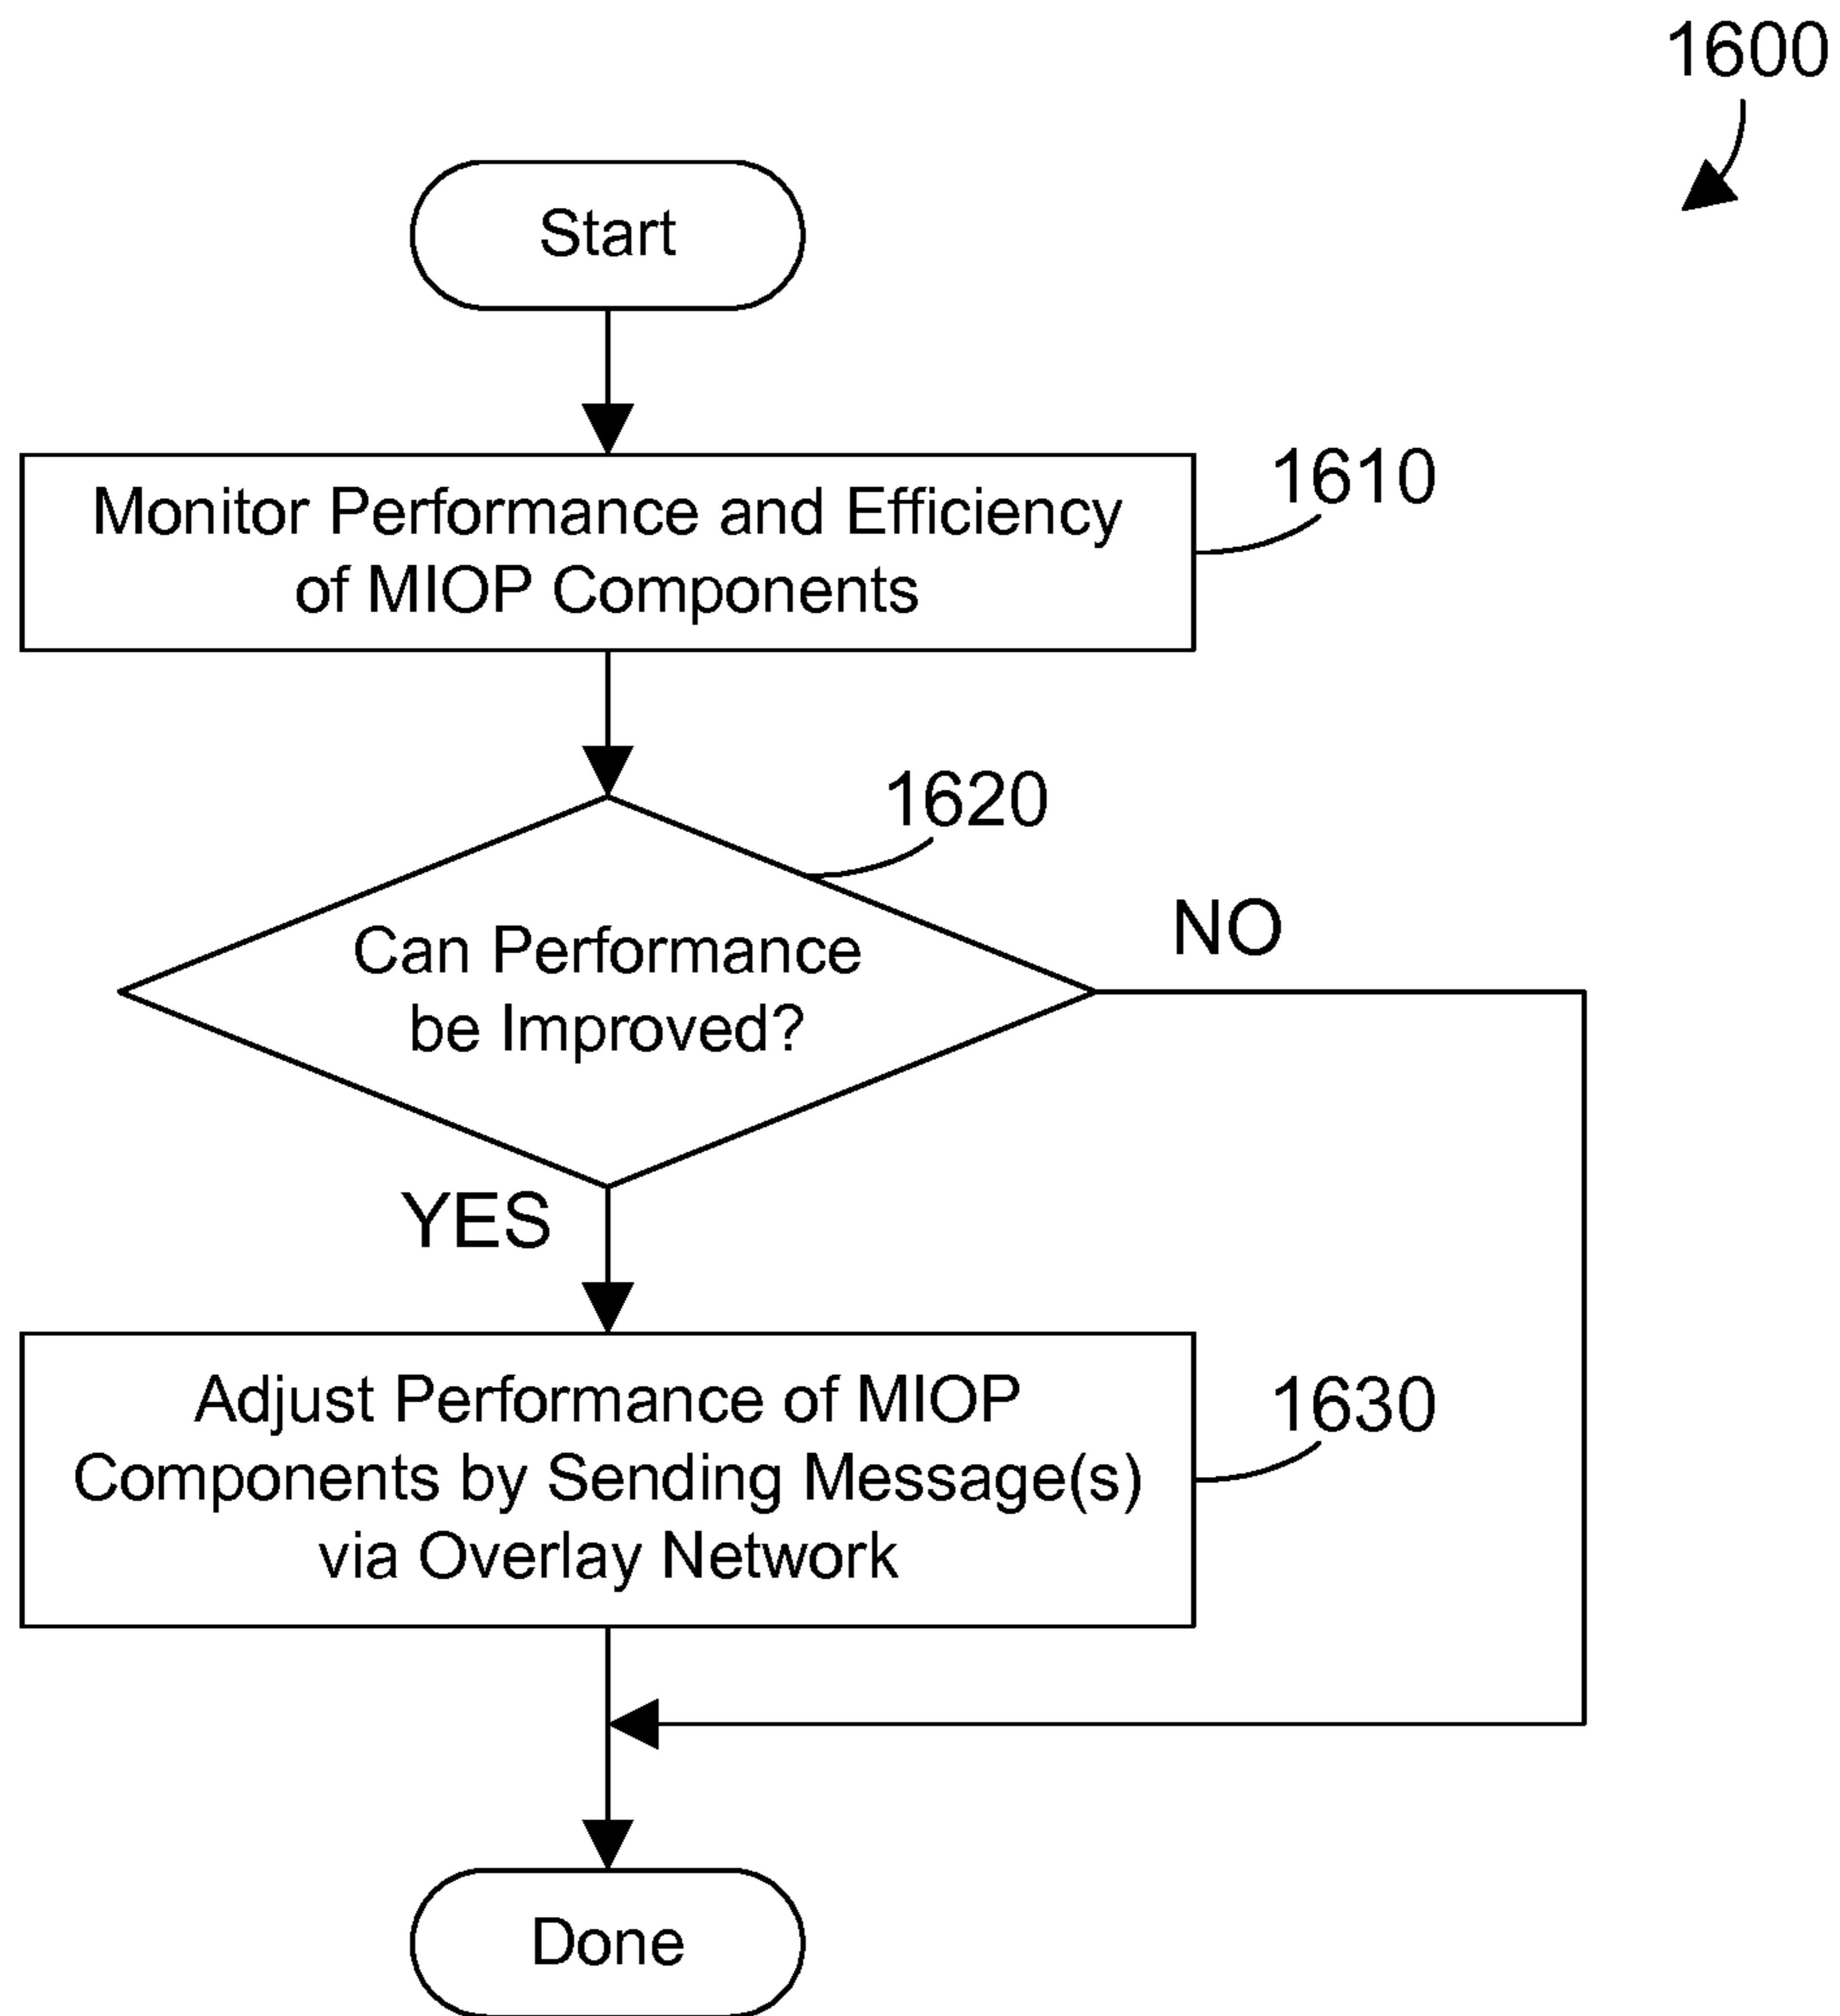 1600
Start
Monitor Performance and Efficiency
of MIOP Components
1610
1620
Can Performance
be Improved?
NO
YES
Adjust Performance of MIOP
Components by Sending Message(s)
via Overlay Network
1630
Done